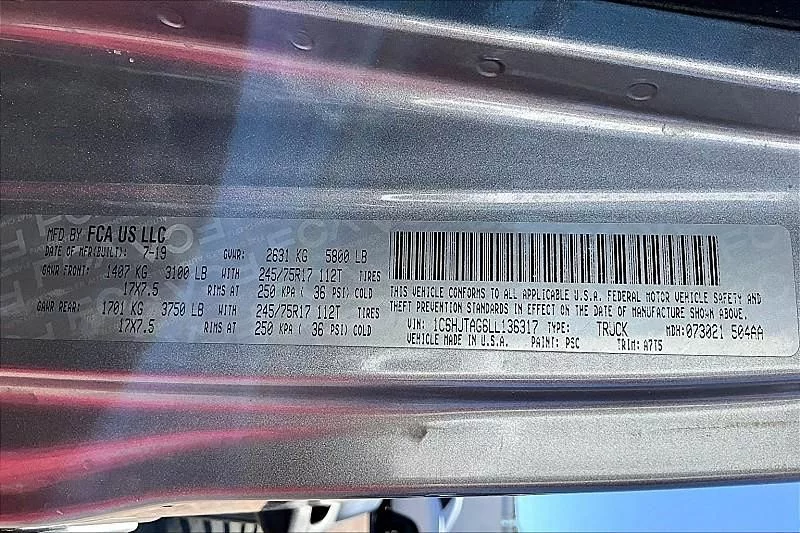 MFD BY FCA US LLC
DATE OF MFR(BUILT): 7-19 GVWR: 2631 KG 5800 LB
GAWR FRONT: 1407 KG 3100 LB WITH 245/75R17 112T TIRES
17X7.5 RIMS AT 250 KPA ( 36 PSI) COLD
GAWR REAR: 1701 KG 3750 LB WITH 245/75R17 112T TIRES
17X7.5 RIMS AT 250 KPA ( 36 PSI) COLD
THIS VEHICLE CONFORMS TO ALL APPLICABLE U.S.A. FEDERAL MOTOR VEHICLE SAFETY AND
THEFT PREVENTION STANDARDS IN EFFECT ON THE DATE OF MANUFACTURE SHOWN ABOVE.
VIN: 1C6HJTAG6LL136317 TYPE: TRUCK MDH:073021 504AA
VEHICLE MADE IN U.S.A. PAINT: PSC TRIM: A7T5